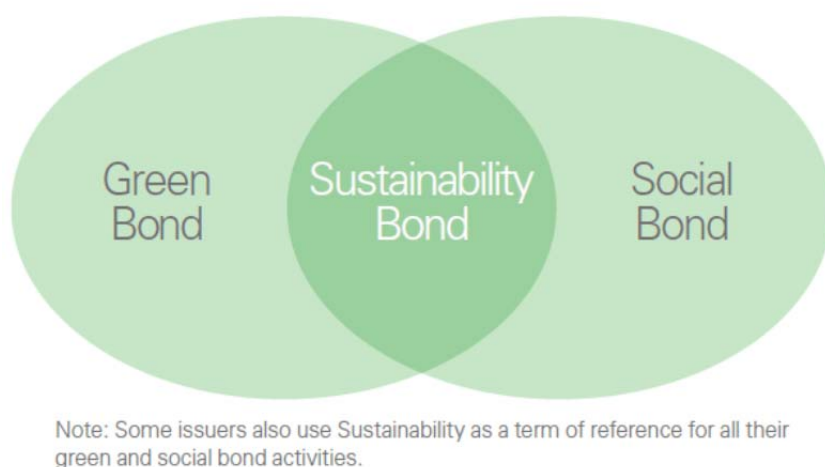 Green
Bond
Sustainability
Bond
Social
Bond
Note: Some issuers also use Sustainability as a term of reference for all their
green and social bond activities.